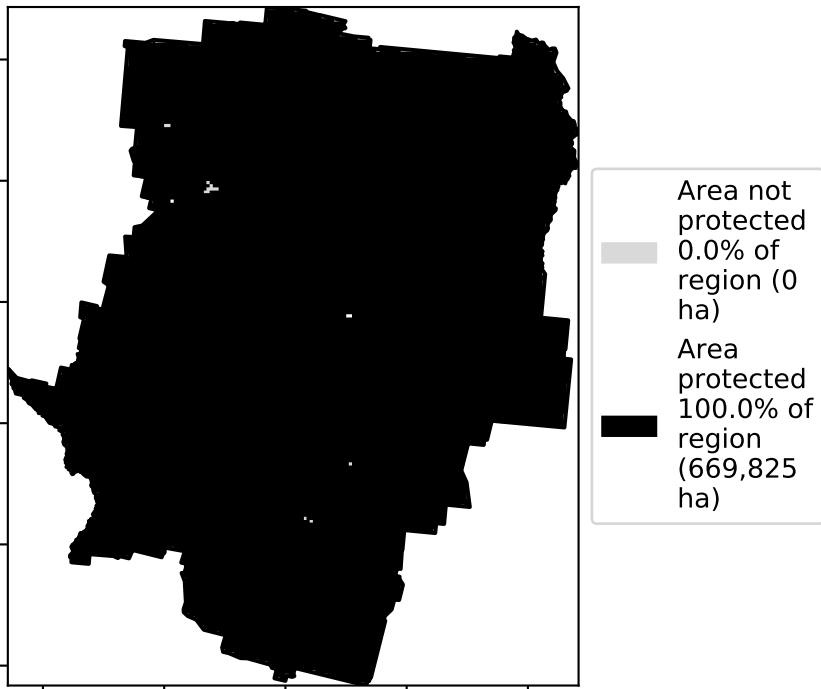 Area not
protected
0.0% of
region (0
ha)
Area
protected
100.0% of
region
(669,825
ha)